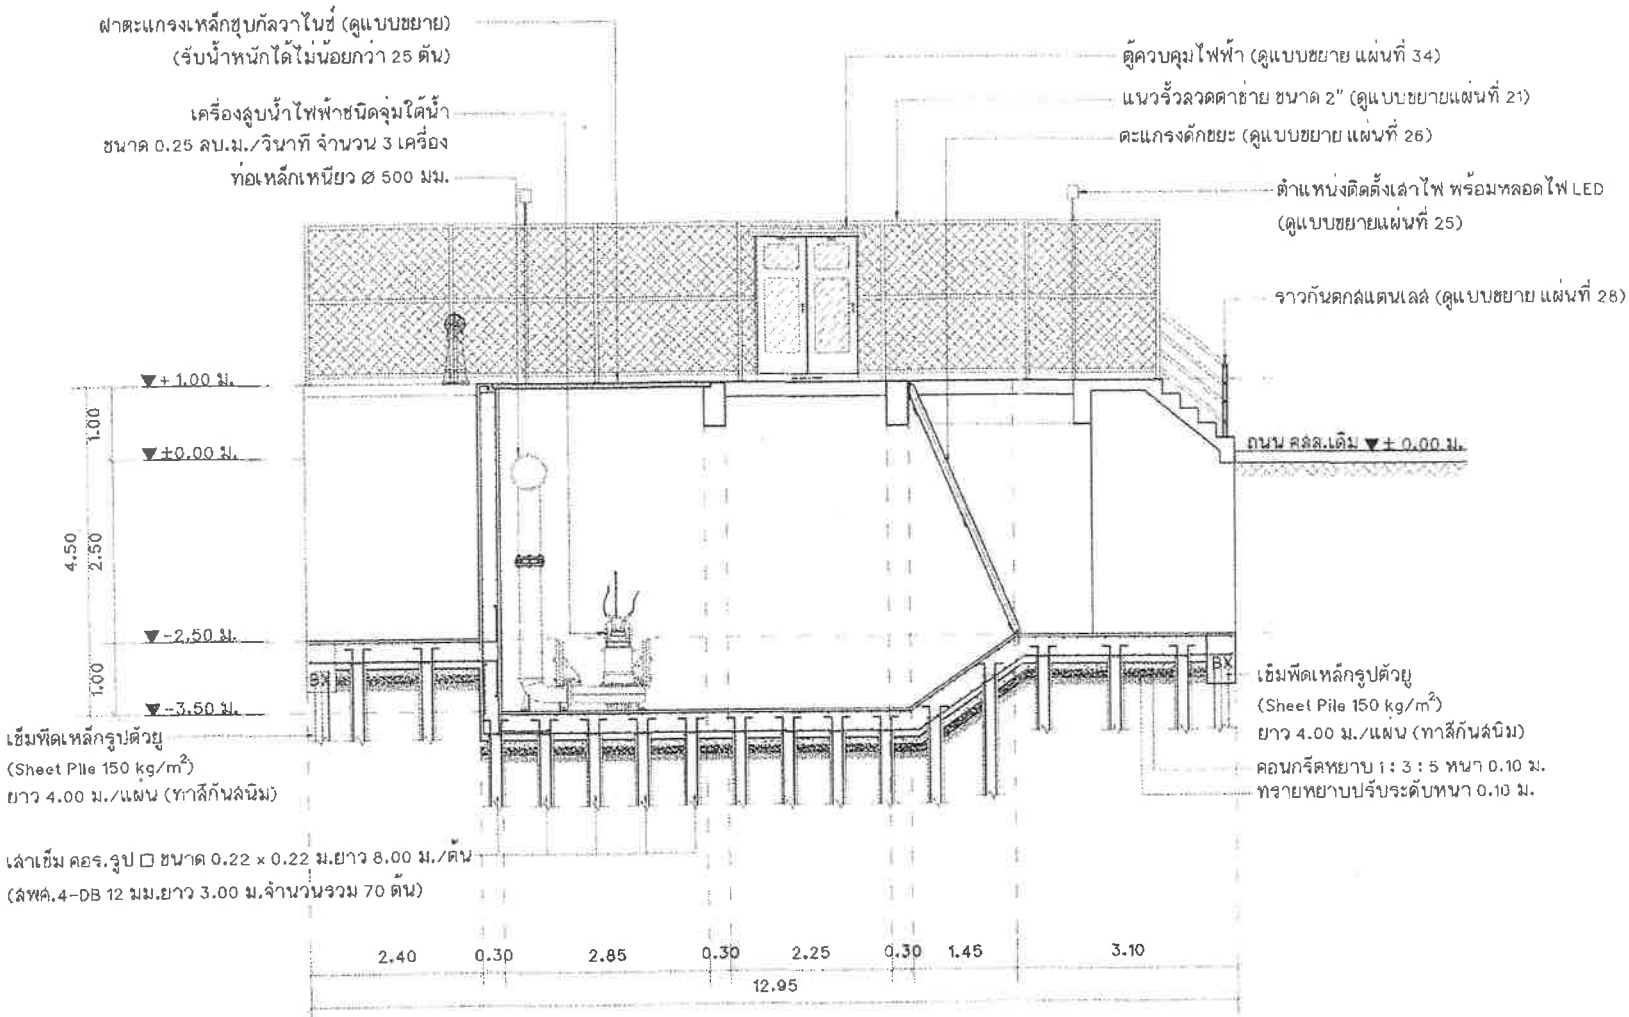 ฝาตะแกรงเหล็กชุบกัลวาไนซ์ (ดูแบบขยาย)
(รับน้ำหนักได้ไม่น้อยกว่า 25 ตัน)
เครื่องสูบน้ำไฟฟ้าชนิดจุ่มใต้น้ำ
ขนาด 0.25 ลบ.ม./วินาที จำนวน 3 เครื่อง
ท่อเหล็กเหนียว Ø 500 มม.
ตู้ควบคุมไฟฟ้า (ดูแบบขยาย แผ่นที่ 34)
แนวรั้วลวดตาข่าย ขนาด 2" (ดูแบบขยายแผ่นที่ 21)
ตะแกรงดักขยะ (ดูแบบขยาย แผ่นที่ 26)
ตำแหน่งติดตั้งเสาไฟ พร้อมหลอดไฟ LED
(ดูแบบขยายแผ่นที่ 25)
ราวกันตกสแตนเลส (ดูแบบขยาย แผ่นที่ 28)
+ 1.00 ม.
±0.00 ม.
-2.50 ม.
-3.50 ม.
1.00
2.50
4.50
1.00
ถนน คสล.เดิม ± 0.00 ม.
BX
BX
เข็มพืดเหล็กรูปตัวยู
(Sheet Pile 150 kg/m²)
ยาว 4.00 ม./แผ่น (ทาสีกันสนิม)
เข็มพืดเหล็กรูปตัวยู
(Sheet Pile 150 kg/m²)
ยาว 4.00 ม./แผ่น (ทาสีกันสนิม)
คอนกรีตหยาบ 1 : 3 : 5 หนา 0.10 ม.
ทรายหยาบปรับระดับหนา 0.10 ม.
เสาเข็ม คอร.รูป □ ขนาด 0.22 x 0.22 ม.ยาว 8.00 ม./ต้น
(สพศ.4-DB 12 มม.ยาว 3.00 ม.จำนวนรวม 70 ต้น)
2.40 0.30 2.85 0.30 2.25 0.30 1.45 3.10
12.95